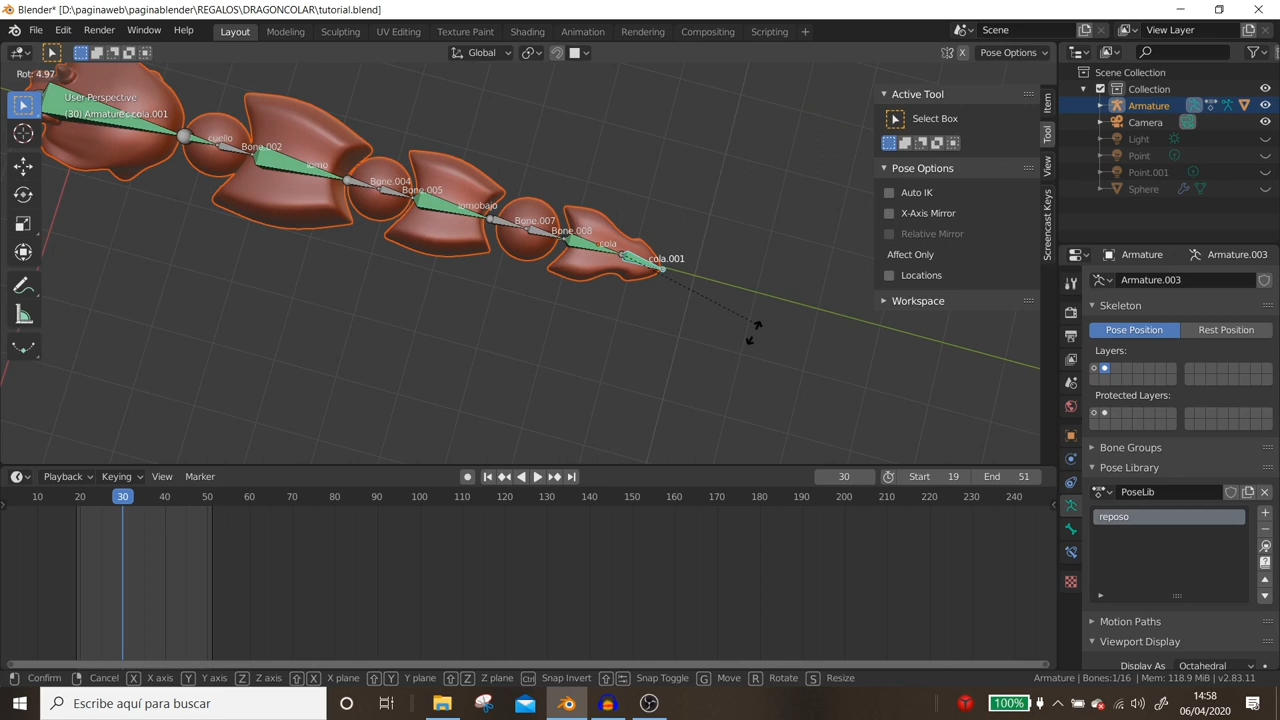 Blender* [D:\paginaweb\paginablender\REGALOS\DRAGONCOLAR\tutorial.blend]
File Edit Render Window Help
Layout Modeling Sculpting UV Editing Texture Paint Shading Animation Rendering Compositing Scripting +
Scene
View Layer
Global
Pose Options
Rot: 4.97
User Perspective
(30) Armature : cola.001
cuello
Bone.002
lomo
Bone.004
Bone.005
lomobajo
Bone.007
Bone.008
cola
cola.001
Active Tool
Select Box
Pose Options
Auto IK
X-Axis Mirror
Relative Mirror
Affect Only
Locations
Workspace
Item
Tool
View
Screencast Keys
Scene Collection
Collection
Armature
Camera
Light
Point
Point.001
Sphere
Armature
Armature.003
Armature.003
Skeleton
Pose Position Rest Position
Layers:
Protected Layers:
Bone Groups
Pose Library
PoseLib
reposo
Motion Paths
Viewport Display
Display As Octahedral
Playback Keying View Marker
30 Start 19 End 51
10 30 40 50 60 70 80 90 100 110 120 130 140 150 160 170 180 190 200 210 220 230 240
Confirm Cancel X X axis Y Y axis Z Z axis X X plane Y Y plane Z Z plane Ctrl Snap Invert Snap Toggle G Move R Rotate S Resize
Armature | Bones:1/16 | Mem: 118.9 MiB | v2.83.11
Escribe aquí para buscar
100%
14:58
06/04/2020